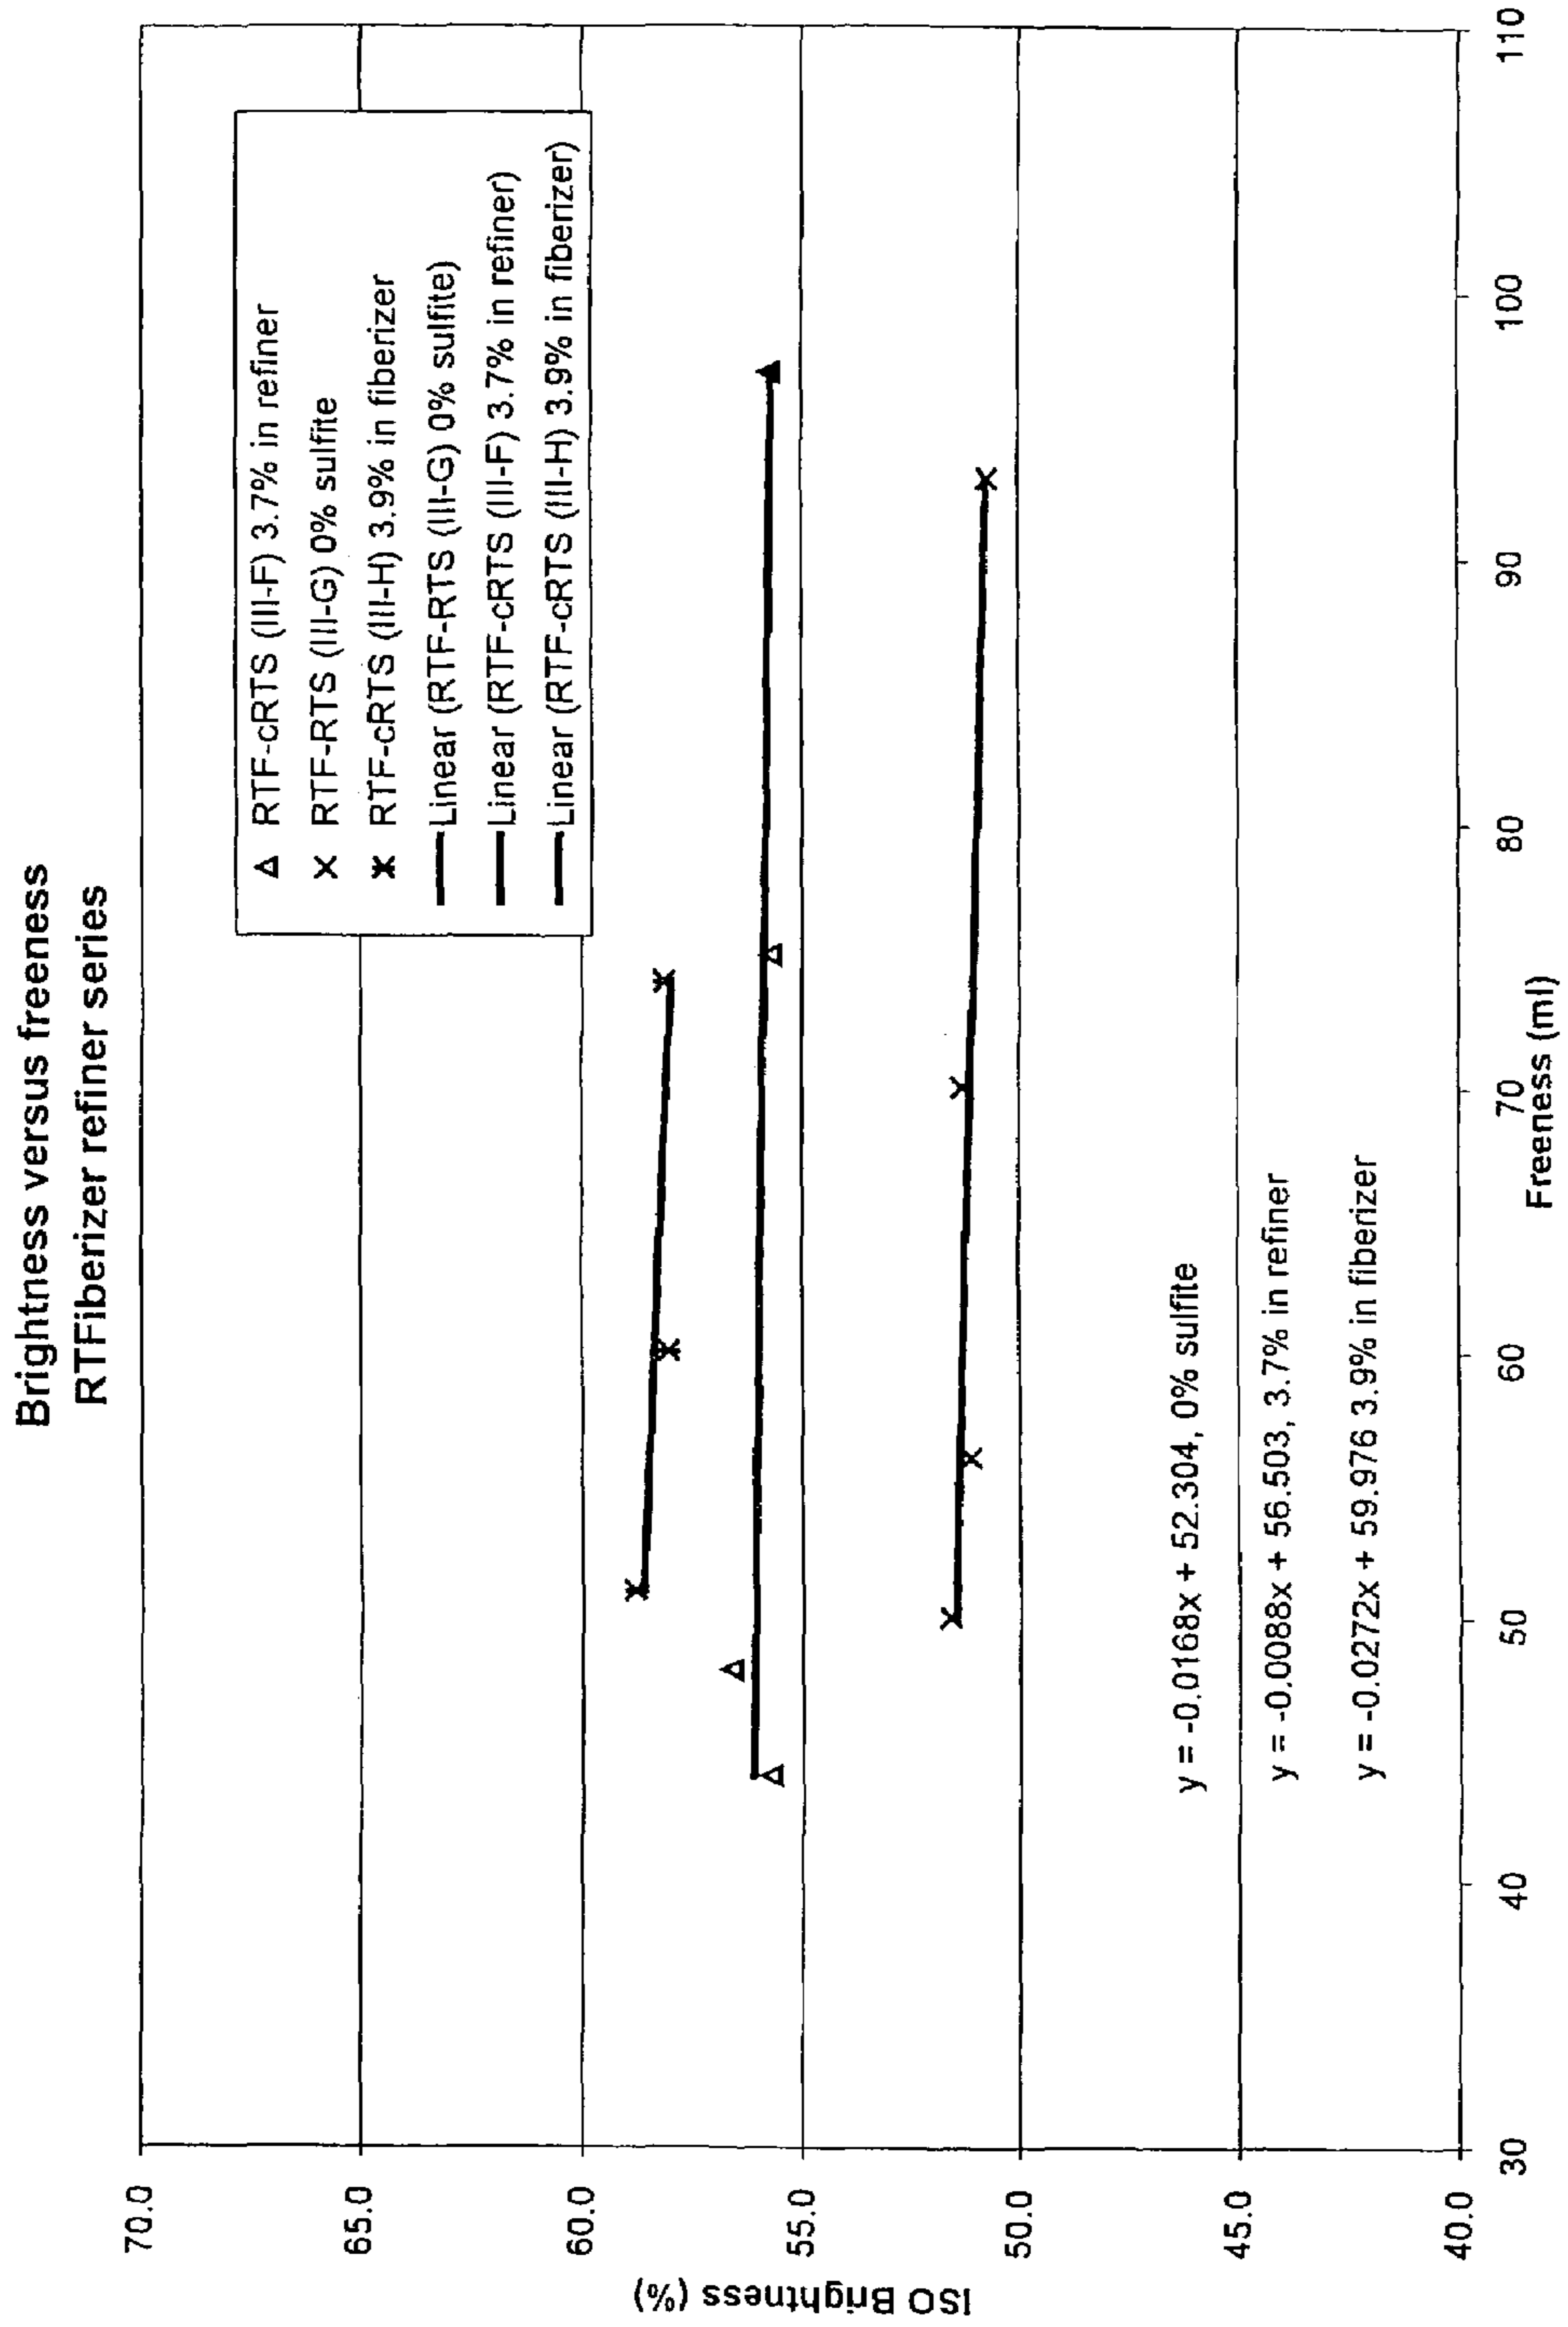 Brightness versus freeness
RTFiberizer refiner series
70.0
65.0
60.0
55.0
50.0
45.0
40.0
ISO Brightness (%)
RTF-cRTS (III-F) 3.7% in refiner
RTF-RTS (III-G) 0% sulfite
RTF-cRTS (III-H) 3.9% in fiberizer
Linear (RTF-RTS (III-G) 0% sulfite)
Linear (RTF-cRTS (III-F) 3.7% in refiner)
Linear (RTF-cRTS (III-H) 3.9% in fiberizer)
y = -0.0168x + 52.304, 0% sulfite
y = -0.0088x + 56.503, 3.7% in refiner
y = -0.0272x + 59.976 3.9% in fiberizer
30 40 50 60 70 80 90 100 110
Freeness (ml)